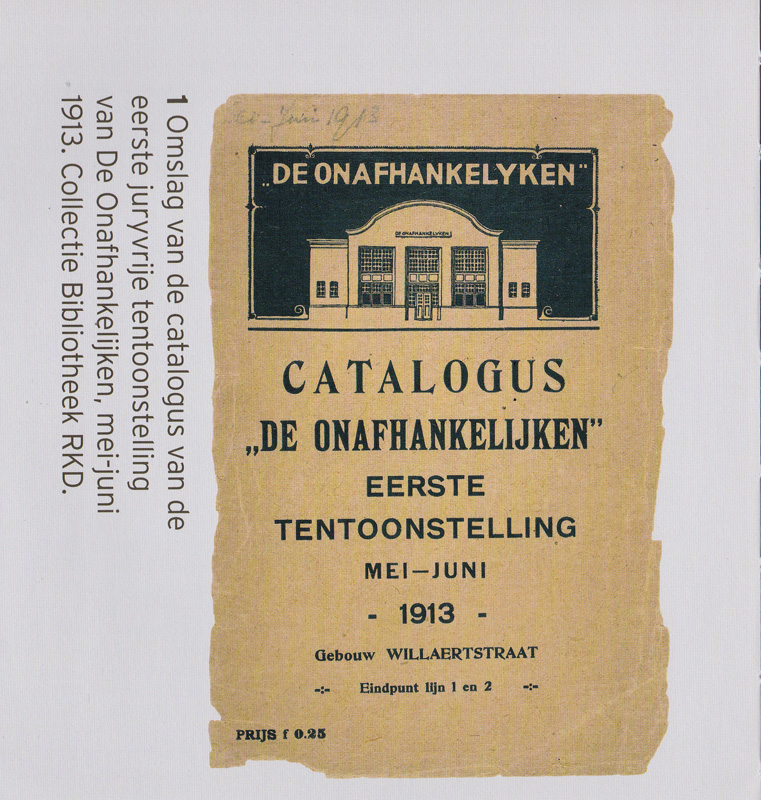 1 Omslag van de catalogus van de
eerste juryvrije tentoonstelling
van De Onafhankelijken, mei-juni
1913. Collectie Bibliotheek RKD.
Mei-Juni 1913
„DE ONAFHANKELYKEN"
DE ONAFHANKELYKEN
CATALOGUS
„DE ONAFHANKELIJKEN”
EERSTE
TENTOONSTELLING
MEI—JUNI
- 1913 -
Gebouw WILLAERTSTRAAT
-:- Eindpunt lijn 1 en 2 -:-
PRIJS f 0.25